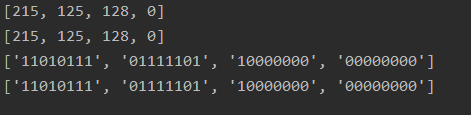 [215, 125, 128, 0]
[215, 125, 128, 0]
['11010111', '01111101', '10000000', '00000000']
['11010111', '01111101', '10000000', '00000000']